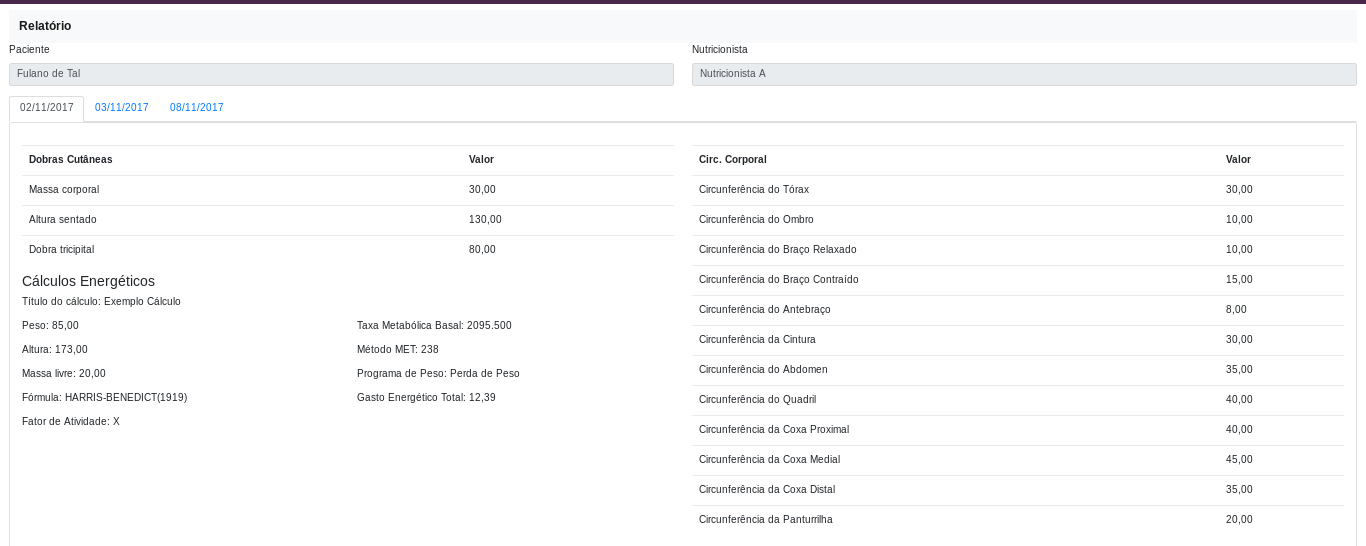 Relatório
Paciente
Nutricionista
Fulano de Tal
Nutricionista A
02/11/2017 03/11/2017 08/11/2017
Dobras Cutâneas Valor
Massa corporal 30,00
Altura sentado 130,00
Dobra tricipital 80,00
Cálculos Energéticos
Título do cálculo: Exemplo Cálculo
Peso: 85,00
Altura: 173,00
Massa livre: 20,00
Fórmula: HARRIS-BENEDICT(1919)
Fator de Atividade: X
Taxa Metabólica Basal: 2095.500
Método MET: 238
Programa de Peso: Perda de Peso
Gasto Energético Total: 12,39
Circ. Corporal Valor
Circunferência do Tórax 30,00
Circunferência do Ombro 10,00
Circunferência do Braço Relaxado 10,00
Circunferência do Braço Contraído 15,00
Circunferência do Antebraço 8,00
Circunferência da Cintura 30,00
Circunferência do Abdomen 35,00
Circunferência do Quadril 40,00
Circunferência da Coxa Proximal 40,00
Circunferência da Coxa Medial 45,00
Circunferência da Coxa Distal 35,00
Circunferência da Panturrilha 20,00